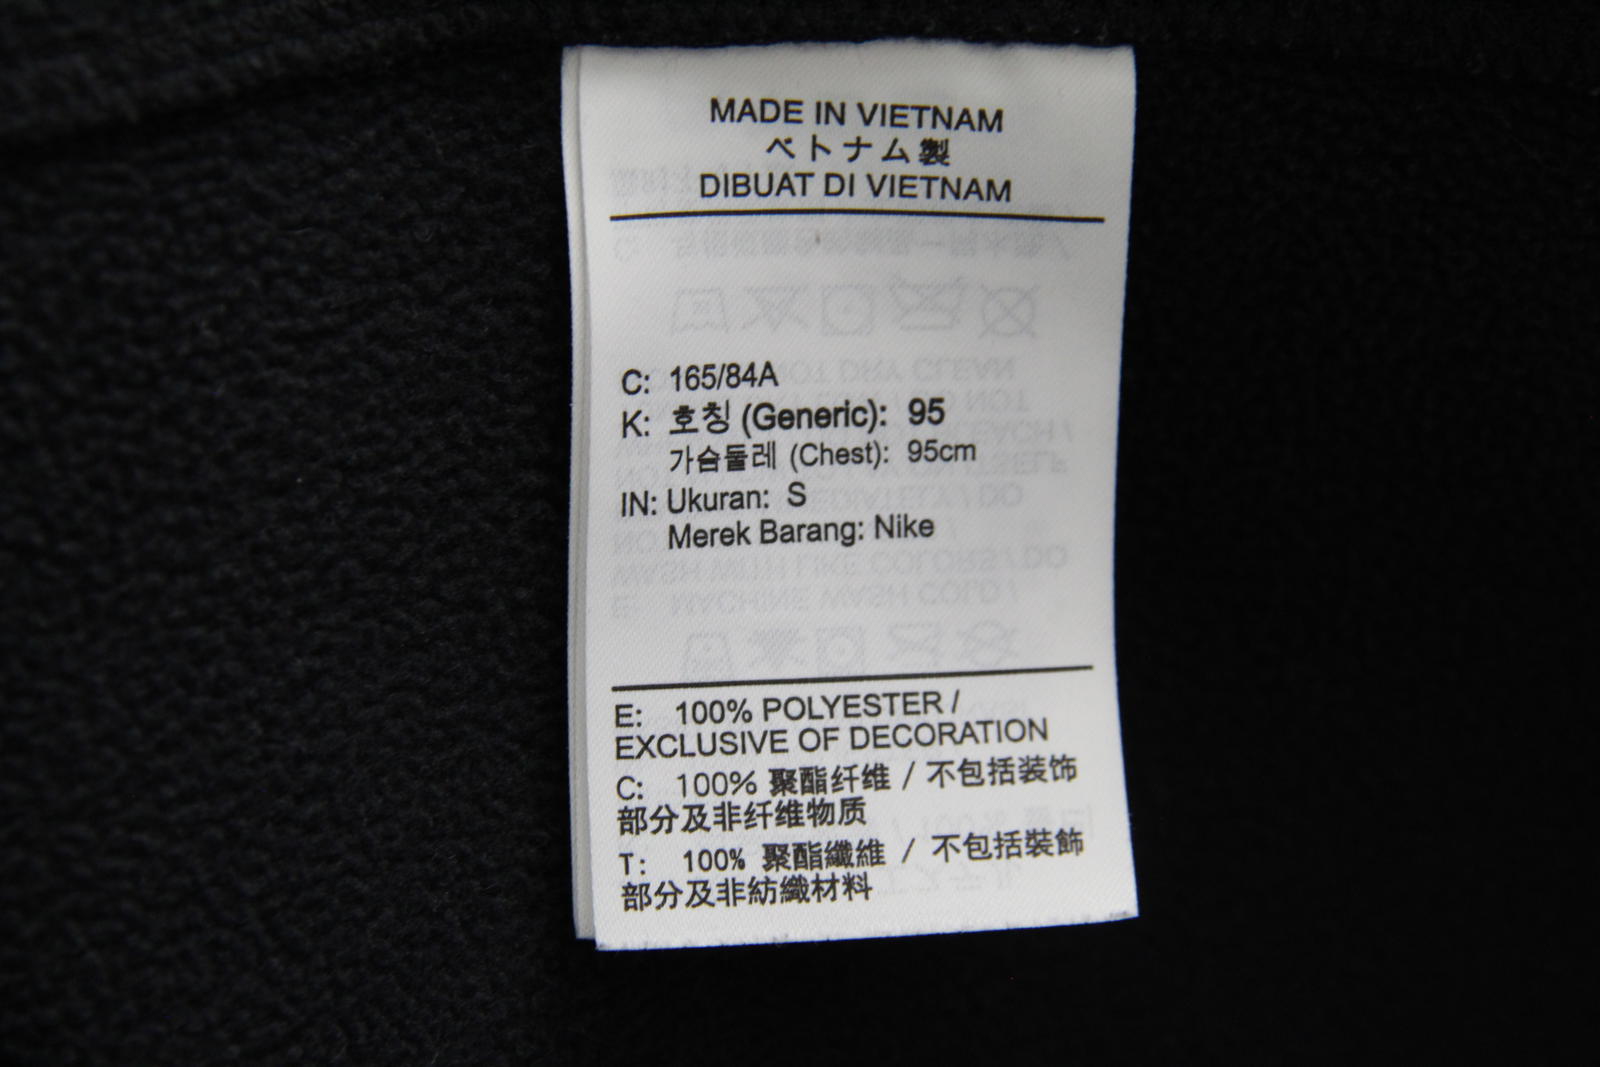 MADE IN VIETNAM
ベトナム製
DIBUAT DI VIETNAM
C: 165/84A
K: 호칭 (Generic): 95
가슴둘레 (Chest): 95cm
IN: Ukuran: S
Merek Barang: Nike
E: 100% POLYESTER /
EXCLUSIVE OF DECORATION
C: 100% 聚酯纤维 / 不包括装饰
部分及非纤维物质
T: 100% 聚酯纖維 / 不包括裝飾
部分及非紡織材料